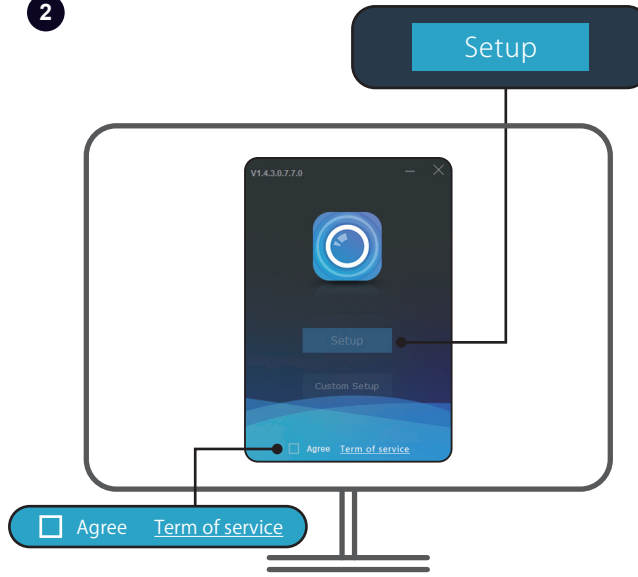 2
Setup
V1.4.3.0.7.7.0
Setup
Custom Setup
Agree Term of service
Agree Term of service